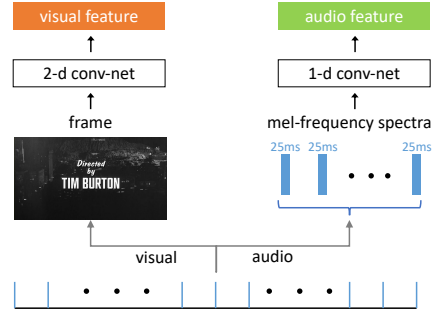 visual feature
audio feature
2-d conv-net
1-d conv-net
frame
mel-frequency spectra
25ms 25ms 25ms
Directed
by
TIM BURTON
visual
audio